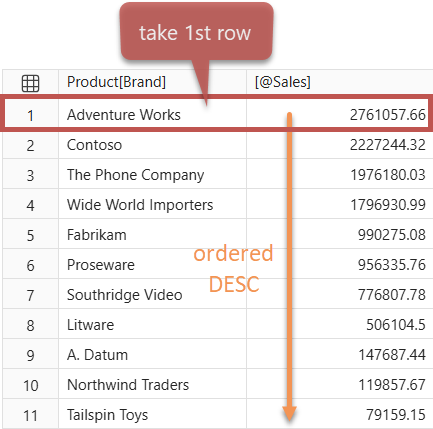 take 1st row
Product[Brand] [@Sales]
1 Adventure Works 2761057.66
2 Contoso 2227244.32
3 The Phone Company 1976180.03
4 Wide World Importers 1796930.99
5 Fabrikam 990275.08
6 Proseware 956335.76
7 Southridge Video 776807.78
8 Litware 506104.5
9 A. Datum 147687.44
10 Northwind Traders 119857.67
11 Tailspin Toys 79159.15
ordered
DESC